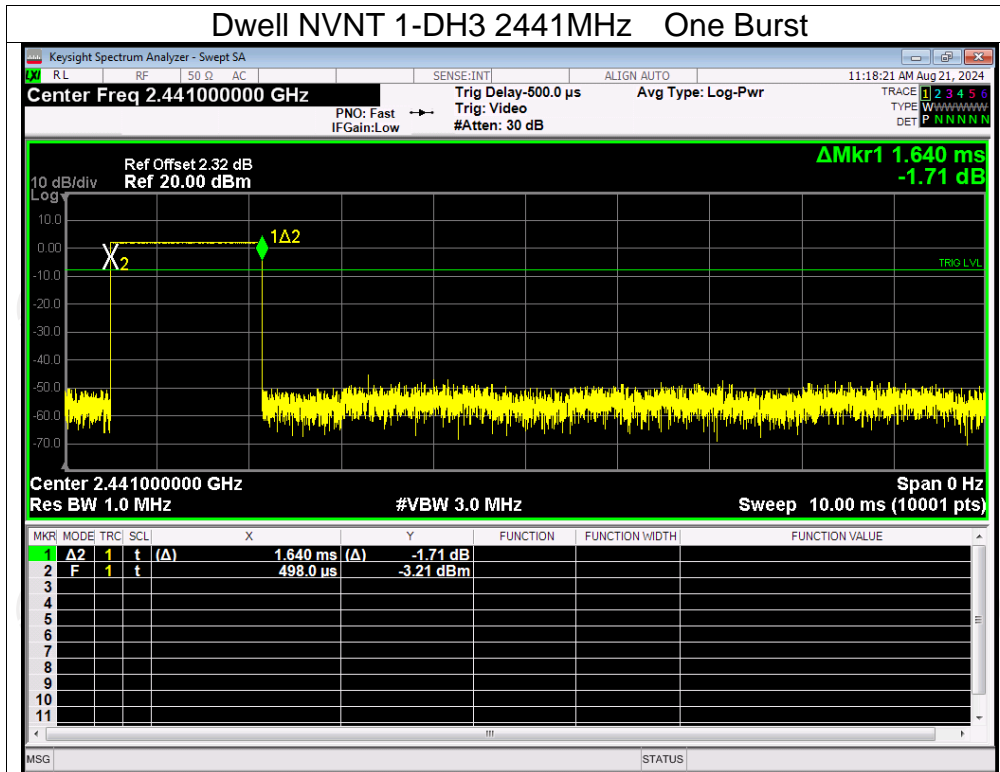 Dwell NVNT 1-DH3 2441MHz One Burst
Keysight Spectrum Analyzer - Swept SA
LXI RL RF 50 Ω AC SENSE:INT ALIGN AUTO 11:18:21 AM Aug 21, 2024
Center Freq 2.441000000 GHz
PNO: Fast
IFGain:Low
Trig Delay-500.0 µs
Trig: Video
#Atten: 30 dB
Avg Type: Log-Pwr
TRACE 1 2 3 4 5 6
TYPE WWWWWWW
DET P N N N N N
ΔMkr1 1.640 ms
-1.71 dB
Ref Offset 2.32 dB
10 dB/div Ref 20.00 dBm
Log
10.0
0.00
-10.0
-20.0
-30.0
-40.0
-50.0
-60.0
-70.0
X2
1Δ2
TRIG LVL
Center 2.441000000 GHz Span 0 Hz
Res BW 1.0 MHz #VBW 3.0 MHz Sweep 10.00 ms (10001 pts)
MKR MODE TRC SCL X Y FUNCTION FUNCTION WIDTH FUNCTION VALUE
1 Δ2 1 t (Δ) 1.640 ms (Δ) -1.71 dB
2 F 1 t 498.0 µs -3.21 dBm
3
4
5
6
7
8
9
10
11
MSG STATUS